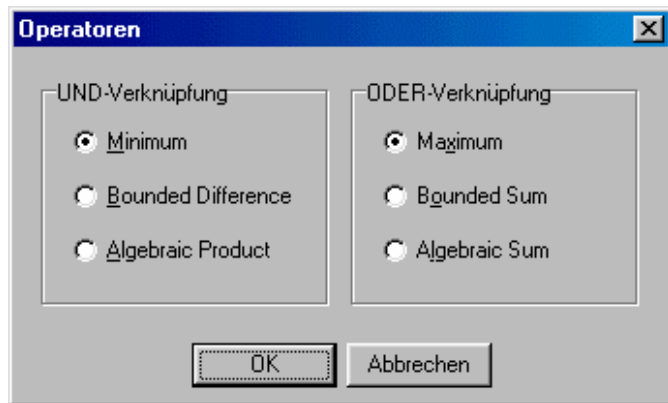 Operatoren
UND-Verknüpfung
Minimum
Bounded Difference
Algebraic Product
ODER-Verknüpfung
Maximum
Bounded Sum
Algebraic Sum
OK
Abbrechen